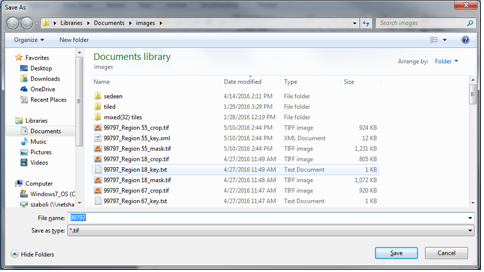 Save As
Libraries Documents images
Search images
Organize New folder
Favorites
Desktop
Downloads
OneDrive
Recent Places
Libraries
Documents
Music
Pictures
Videos
Computer
Windows7_OS (C
szaboli (\\netsha
Documents library
images
Arrange by: Folder
Name Date modified Type Size
sedeen 4/14/2016 2:11 PM File folder
tiled 1/29/2016 3:29 PM File folder
mixed(32) tiles 1/28/2016 12:19 PM File folder
99797_Region 55_crop.tif 5/10/2016 2:44 PM TIFF image 924 KB
99797_Region 55_key.xml 5/10/2016 2:44 PM XML Document 12 KB
99797_Region 55_mask.tif 5/10/2016 2:44 PM TIFF image 1,231 KB
99797_Region 18_crop.tif 4/27/2016 11:49 AM TIFF image 805 KB
99797_Region 18_key.txt 4/27/2016 11:49 AM Text Document 1 KB
99797_Region 18_mask.tif 4/27/2016 11:48 AM TIFF image 1,072 KB
99797_Region 67_crop.tif 4/27/2016 11:47 AM TIFF image 920 KB
99797_Region 67_key.txt 4/27/2016 11:47 AM Text Document 1 KB
File name: 99797
Save as type: *.tif
Hide Folders
Save Cancel